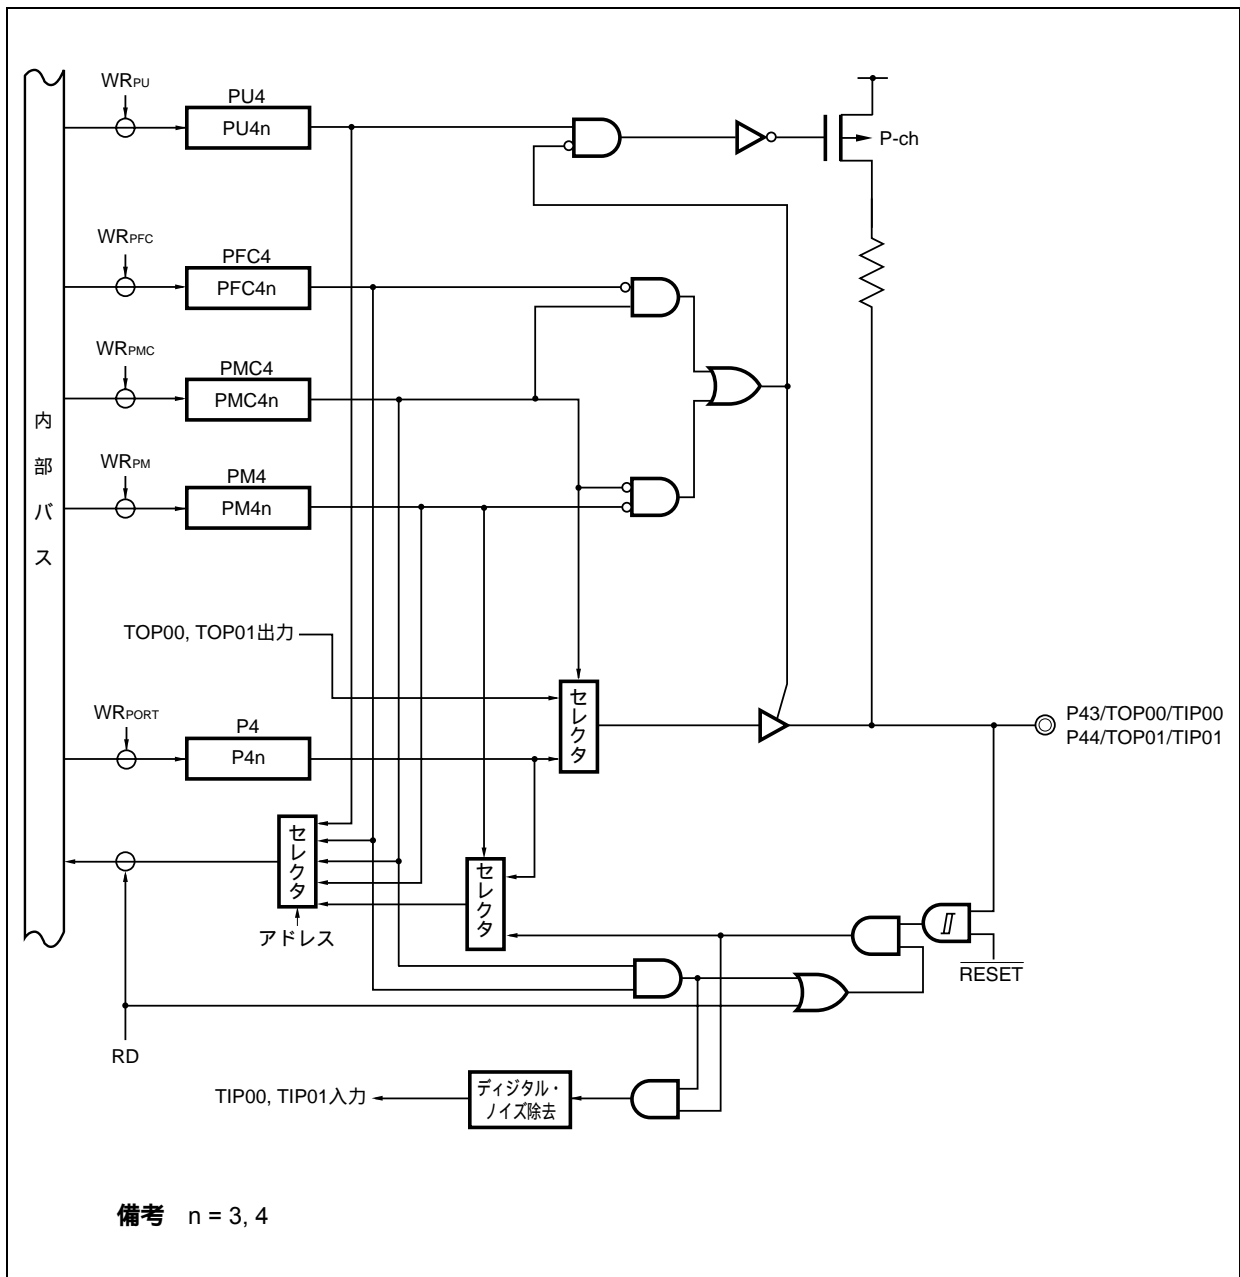 WRPU
PU4
PU4n
P-ch
WRPFC
PFC4
PFC4n
WRPMC
PMC4
PMC4n
内部バス
WRPM
PM4
PM4n
TOP00, TOP01出力
セレクタ
WRPORT
P4
P4n
P43/TOP00/TIP00
P44/TOP01/TIP01
セレクタ
セレクタ
アドレス
RESET
RD
TIP00, TIP01入力
ディジタル・
ノイズ除去
備考 n = 3, 4